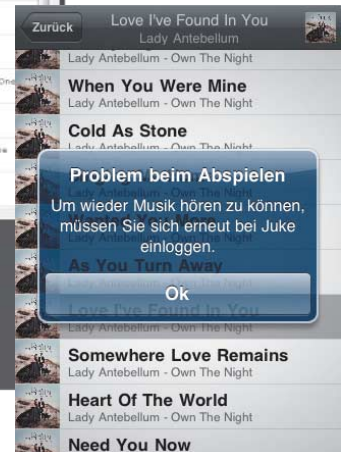 Zurück
Love I've Found In You
Lady Antebellum
Lady Antebellum - Own The Night
When You Were Mine
Lady Antebellum - Own The Night
Cold As Stone
Lady Antebellum - Own The Night
Problem beim Abspielen
Um wieder Musik hören zu können,
müssen Sie sich erneut bei Juke
einloggen.
Wanted You More
As You Turn Away
Ok
Love I've Found In You
Somewhere Love Remains
Lady Antebellum - Own The Night
Heart Of The World
Lady Antebellum - Own The Night
Need You Now